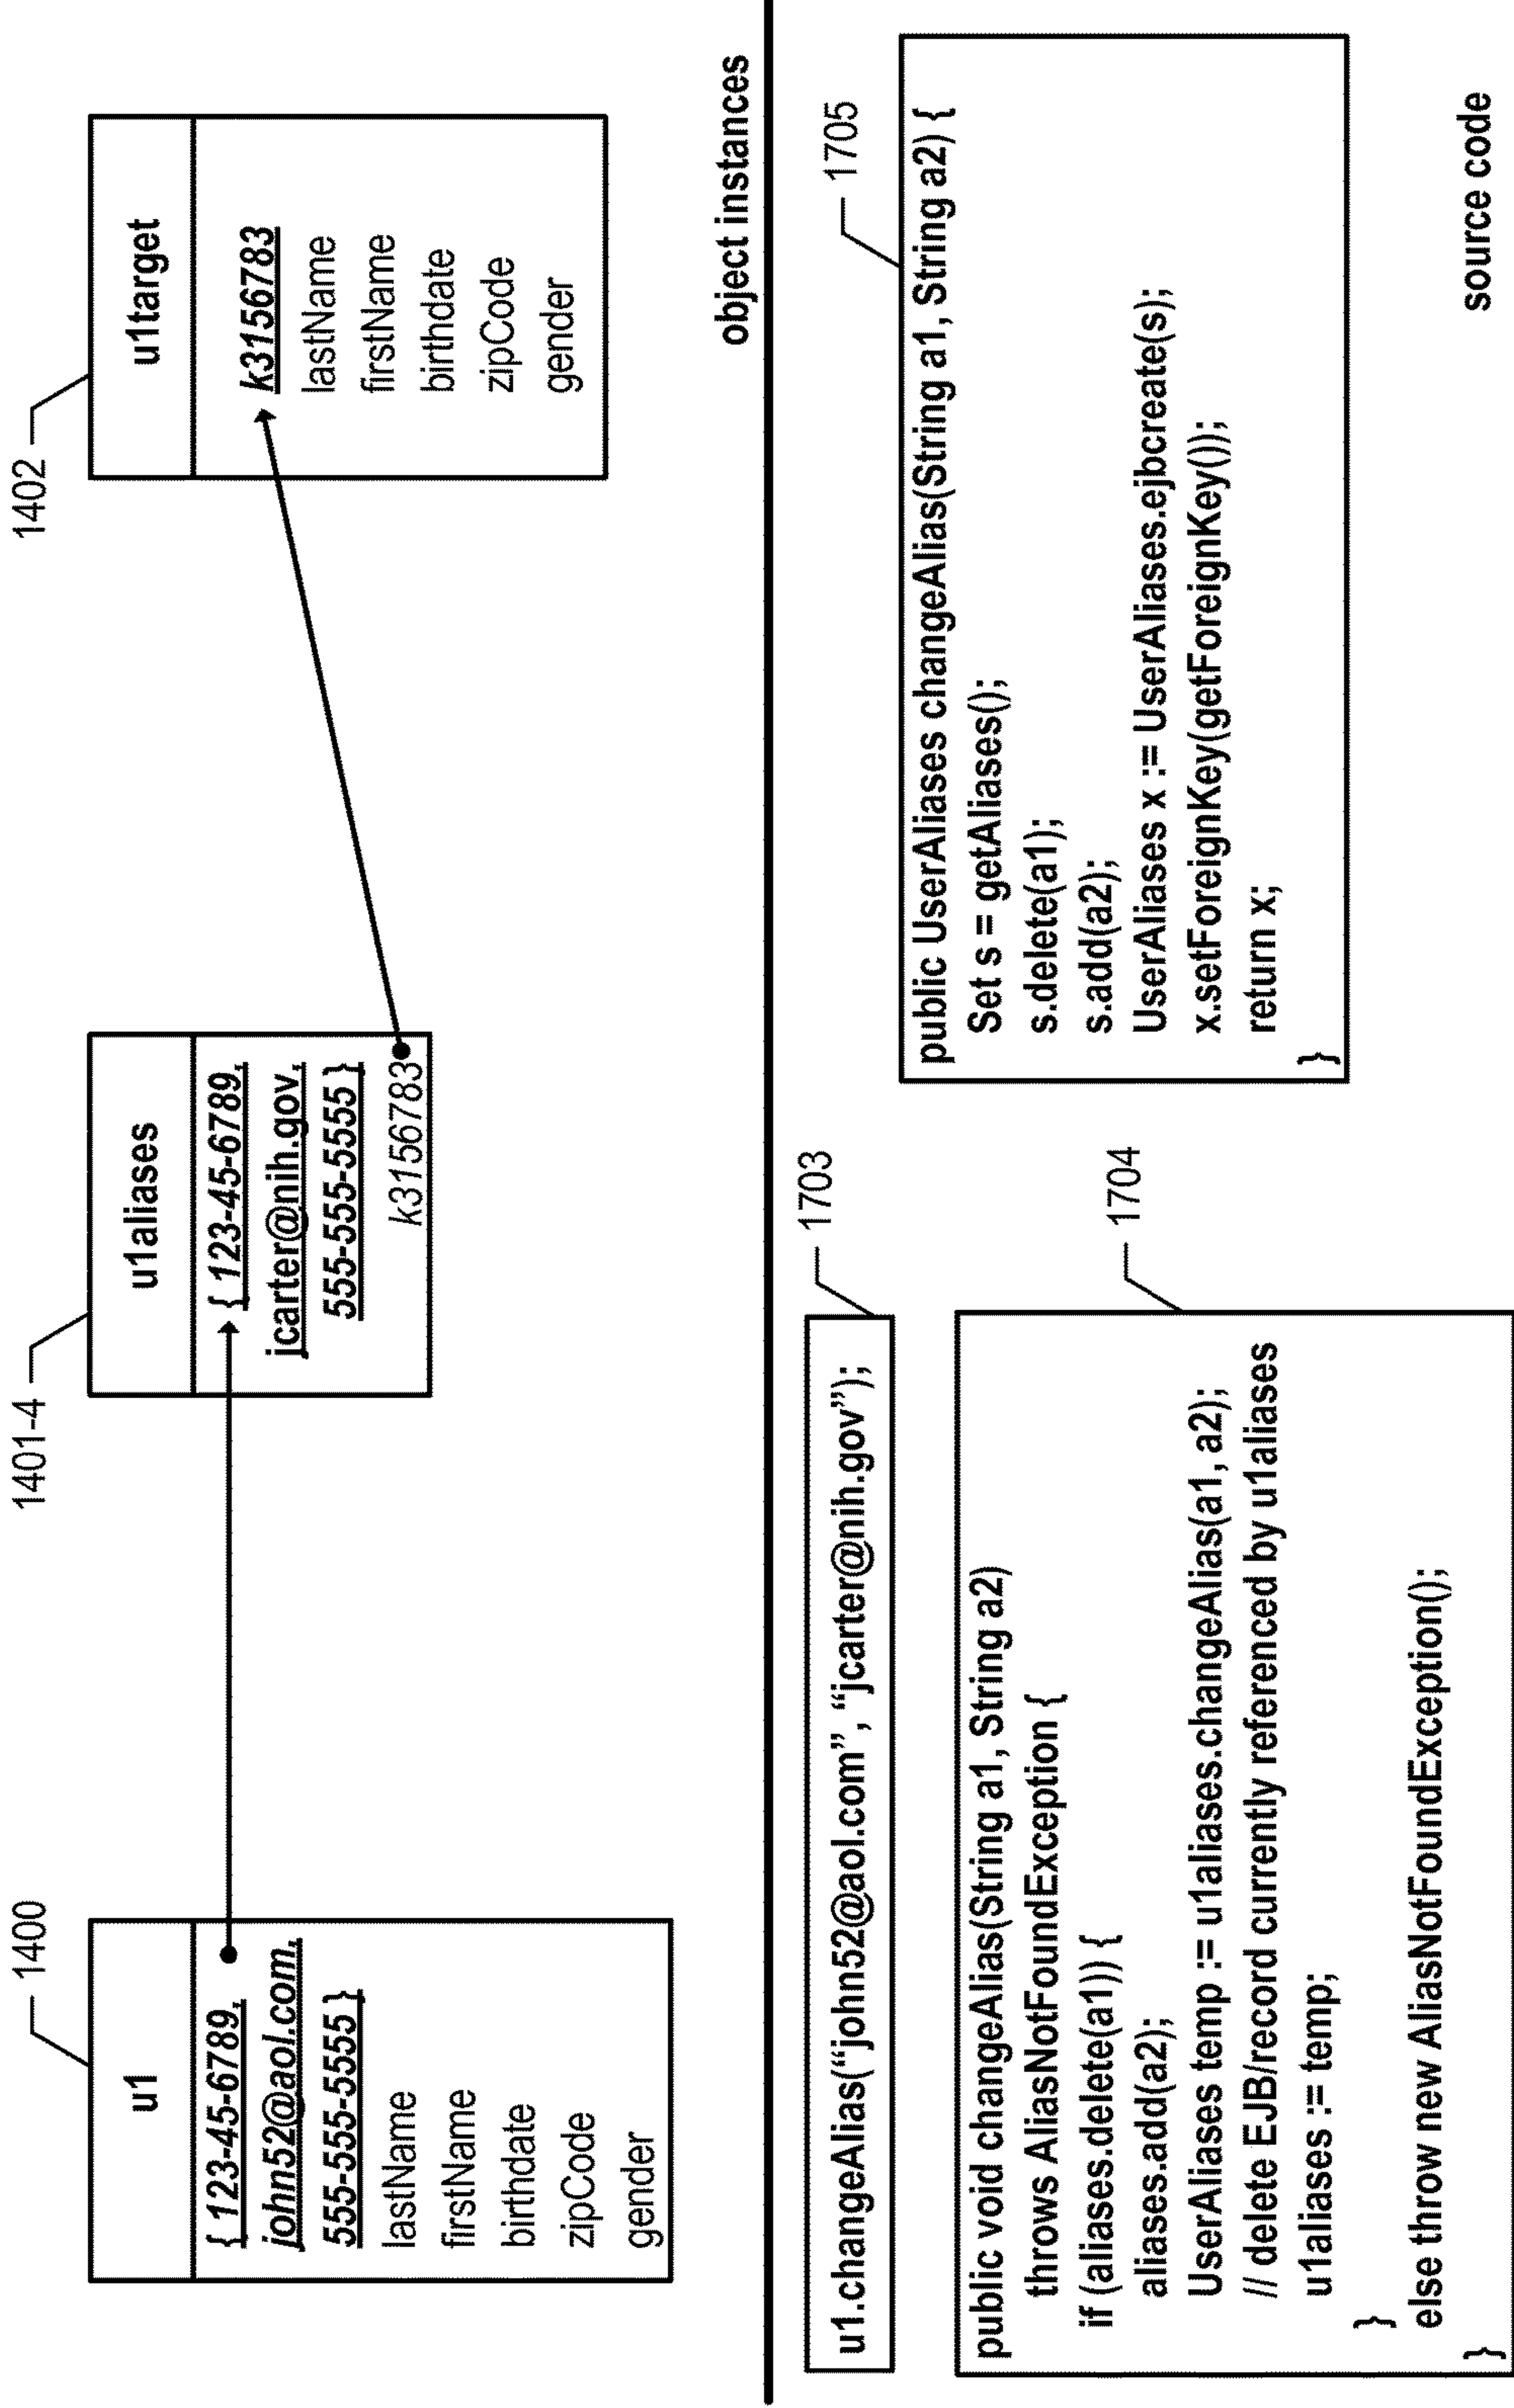 1400
u1
{ 123-45-6789,
john52@aol.com,
555-555-5555 }
lastName
firstName
birthdate
zipCode
gender
1401-4
u1aliases
{ 123-45-6789,
jcarter@nih.gov,
555-555-5555 }
k3156783
1402
u1target
k3156783
lastName
firstName
birthdate
zipCode
gender
object instances
1703
u1.changeAlias(“john52@aol.com”, “jcarter@nih.gov”);
1704
public void changeAlias(String a1, String a2)
throws AliasNotFoundException {
if (aliases.delete(a1)) {
aliases.add(a2);
UserAliases temp := u1aliases.changeAlias(a1, a2);
// delete EJB/record currently referenced by u1aliases
u1aliases := temp;
}
else throw new AliasNotFoundException();
}
1705
public UserAliases changeAlias(String a1, String a2) {
Set s = getAliases();
s.delete(a1);
s.add(a2);
UserAliases x := UserAliases.ejbcreate(s);
x.setForeignKey(getForeignKey());
return x;
}
source code